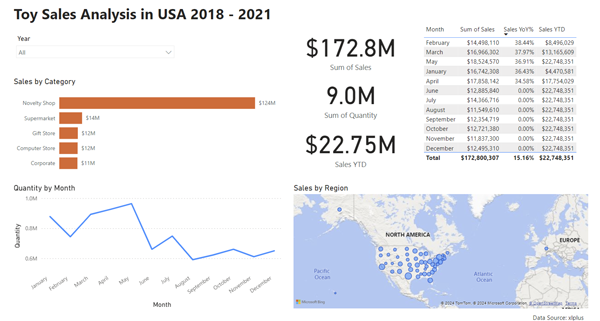 Toy Sales Analysis in USA 2018 - 2021
Year
All
$172.8M
Sum of Sales
9.0M
Sum of Quantity
$22.75M
Sales YTD
Month Sum of Sales Sales YoY% Sales YTD
February $14,498,110 38.44% $8,496,029
March $16,966,302 37.97% $13,165,609
May $18,524,570 36.91% $22,748,351
January $16,742,308 36.43% $4,470,581
April $17,858,142 34.58% $17,754,029
June $12,885,840 0.00% $22,748,351
July $14,366,716 0.00% $22,748,351
August $11,549,610 0.00% $22,748,351
September $12,354,719 0.00% $22,748,351
October $12,721,380 0.00% $22,748,351
November $11,837,300 0.00% $22,748,351
December $12,495,310 0.00% $22,748,351
Total $172,800,307 15.16% $22,748,351
Sales by Category
Novelty Shop $124M
Supermarket $14M
Gift Store $12M
Computer Store $12M
Corporate $11M
Quantity by Month
Quantity
1.0M
0.8M
0.6M
January
February
March
April
May
June
July
August
September
October
November
December
Month
Sales by Region
NORTH AMERICA
EUROPE
Pacific
Ocean
Atlantic
Ocean
Microsoft Bing
© 2024 TomTom, © 2024 Microsoft Corporation, © OpenStreetMap Terms
Data Source: xlplus